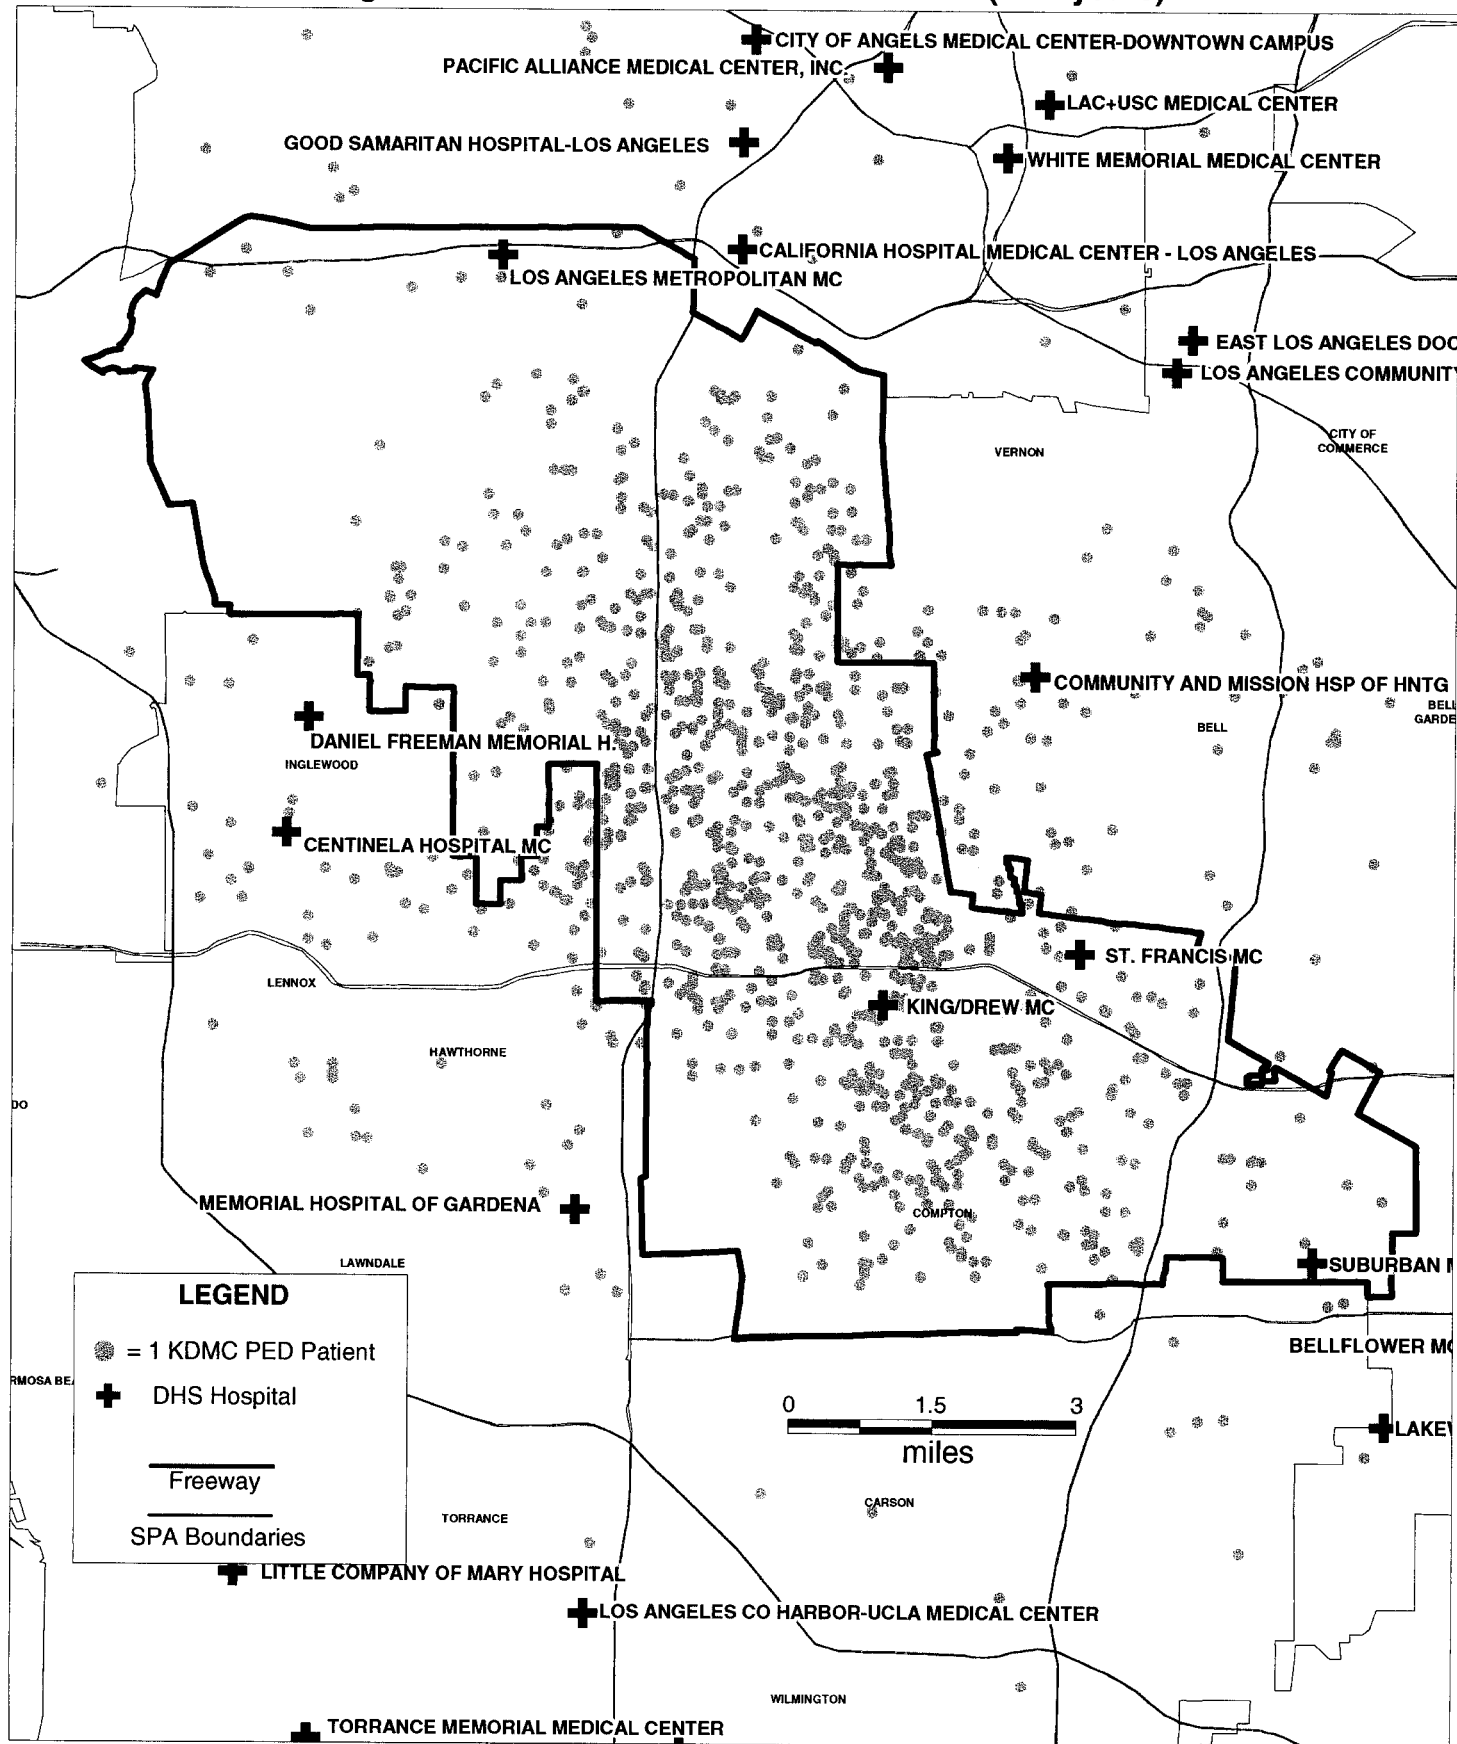 CITY OF ANGELS MEDICAL CENTER-DOWNTOWN CAMPUS
PACIFIC ALLIANCE MEDICAL CENTER, INC.
LAC+USC MEDICAL CENTER
GOOD SAMARITAN HOSPITAL-LOS ANGELES
WHITE MEMORIAL MEDICAL CENTER
CALIFORNIA HOSPITAL MEDICAL CENTER - LOS ANGELES
LOS ANGELES METROPOLITAN MC
EAST LOS ANGELES DOC
LOS ANGELES COMMUNITY
CITY OF
COMMERCE
VERNON
COMMUNITY AND MISSION HSP OF HNTG
BELL
GARDE
BELL
DANIEL FREEMAN MEMORIAL H.
INGLEWOOD
CENTINELA HOSPITAL MC
ST. FRANCIS MC
LENNOX
KING/DREW MC
HAWTHORNE
DO
MEMORIAL HOSPITAL OF GARDENA
COMPTON
LAWNDALE
SUBURBAN M
LEGEND
= 1 KDMC PED Patient
DHS Hospital
Freeway
SPA Boundaries
BELLFLOWER ME
RMOSA BEA
0 1.5 3
miles
LAKEW
CARSON
TORRANCE
LITTLE COMPANY OF MARY HOSPITAL
LOS ANGELES CO HARBOR-UCLA MEDICAL CENTER
WILMINGTON
TORRANCE MEMORIAL MEDICAL CENTER